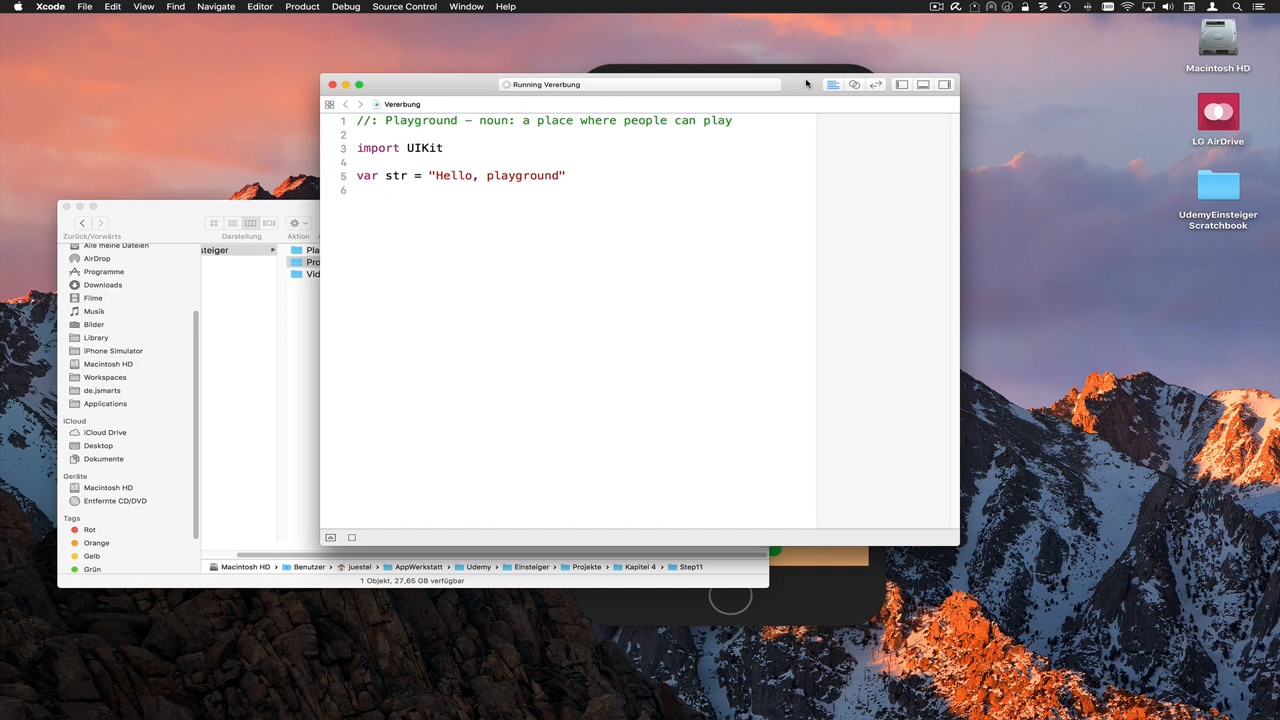 Xcode File Edit View Find Navigate Editor Product Debug Source Control Window Help
Macintosh HD
LG AirDrive
UdemyEinsteiger
Scratchbook
Running Vererbung
Vererbung
1 //: Playground - noun: a place where people can play
2
3 import UIKit
4
5 var str = "Hello, playground"
6
Zurück/Vorwärts Darstellung Aktion
Alle meine Dateien
AirDrop
Programme
Downloads
Filme
Musik
Bilder
Library
iPhone Simulator
Macintosh HD
Workspaces
de.jsmarts
Applications
iCloud
iCloud Drive
Desktop
Dokumente
Geräte
Macintosh HD
Entfernte CD/DVD
Tags
Rot
Orange
Gelb
Grün
steiger
Pla
Pro
Vid
Macintosh HD › Benutzer › juestel › AppWerkstatt › Udemy › Einsteiger › Projekte › Kapitel 4 › Step11
1 Objekt, 27,65 GB verfügbar